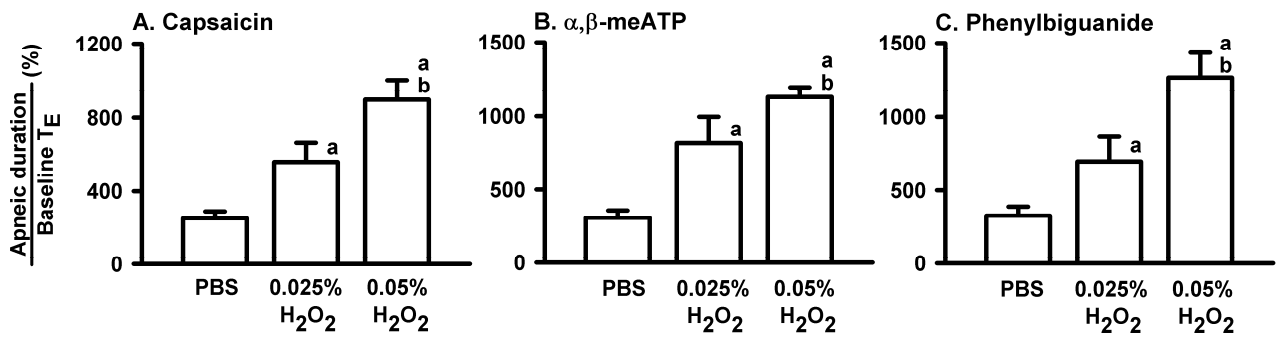 A. Capsaicin
Apneic duration
Baseline TE
(%)
1200
800
400
0
a
a
b
PBS
0.025%
H2O2
0.05%
H2O2
B. α,β-meATP
1500
1000
500
0
a
a
b
PBS
0.025%
H2O2
0.05%
H2O2
C. Phenylbiguanide
1500
1000
500
0
a
a
b
PBS
0.025%
H2O2
0.05%
H2O2